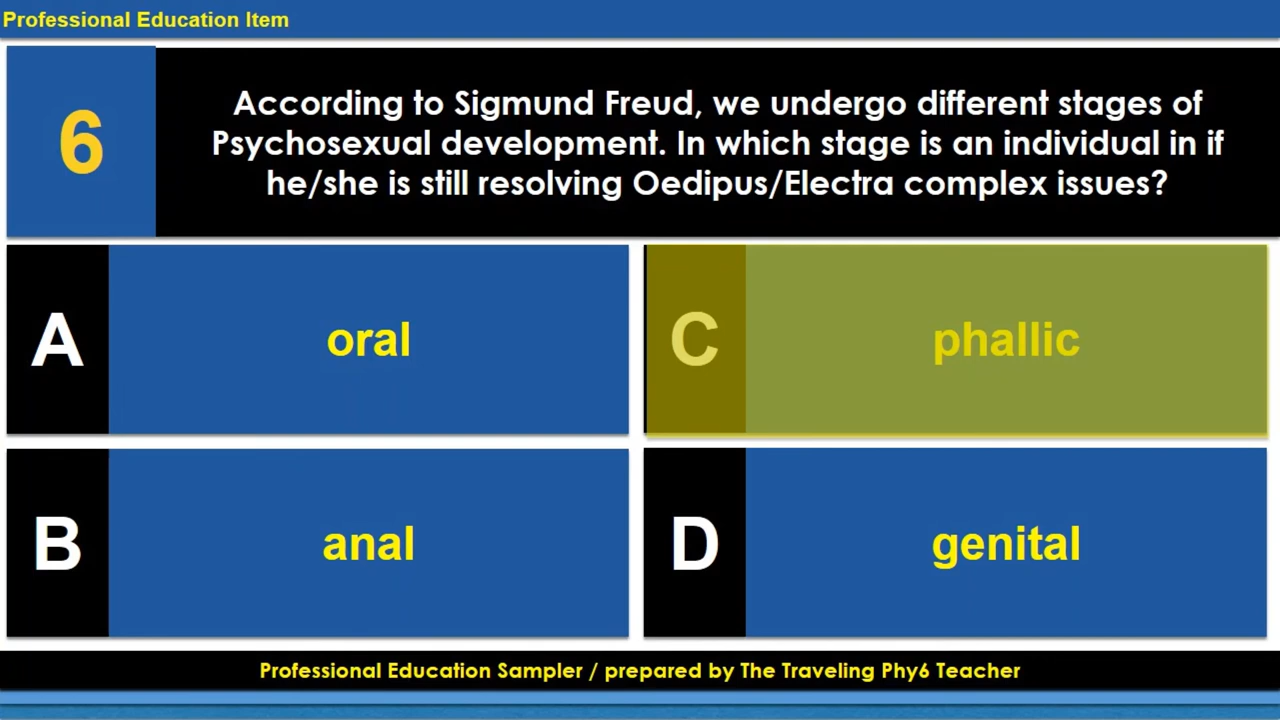 Professional Education Item
6
According to Sigmund Freud, we undergo different stages of
Psychosexual development. In which stage is an individual in if
he/she is still resolving Oedipus/Electra complex issues?
A
oral
C
phallic
B
anal
D
genital
Professional Education Sampler / prepared by The Traveling Phy6 Teacher